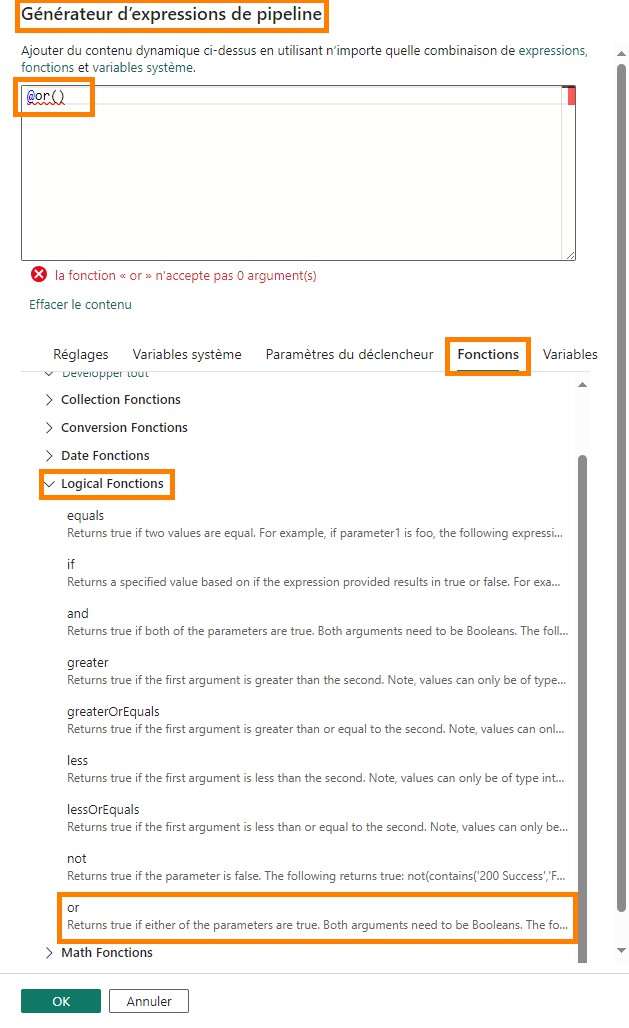 Générateur d'expressions de pipeline
Ajouter du contenu dynamique ci-dessus en utilisant n'importe quelle combinaison de expressions,
fonctions et variables système.
@or()
la fonction « or » n'accepte pas 0 argument(s)
Effacer le contenu
Réglages Variables système Paramètres du déclencheur Fonctions Variables
Développer tout
Collection Fonctions
Conversion Fonctions
Date Fonctions
Logical Fonctions
equals
Returns true if two values are equal. For example, if parameter1 is foo, the following expressi...
if
Returns a specified value based on if the expression provided results in true or false. For exa...
and
Returns true if both of the parameters are true. Both arguments need to be Booleans. The foll...
greater
Returns true if the first argument is greater than the second. Note, values can only be of type...
greaterOrEquals
Returns true if the first argument is greater than or equal to the second. Note, values can onl...
less
Returns true if the first argument is less than the second. Note, values can only be of type int...
lessOrEquals
Returns true if the first argument is less than or equal to the second. Note, values can only be...
not
Returns true if the parameter is false. The following returns true: not(contains('200 Success','F...
or
Returns true if either of the parameters are true. Both arguments need to be Booleans. The fo...
Math Fonctions
OK Annuler